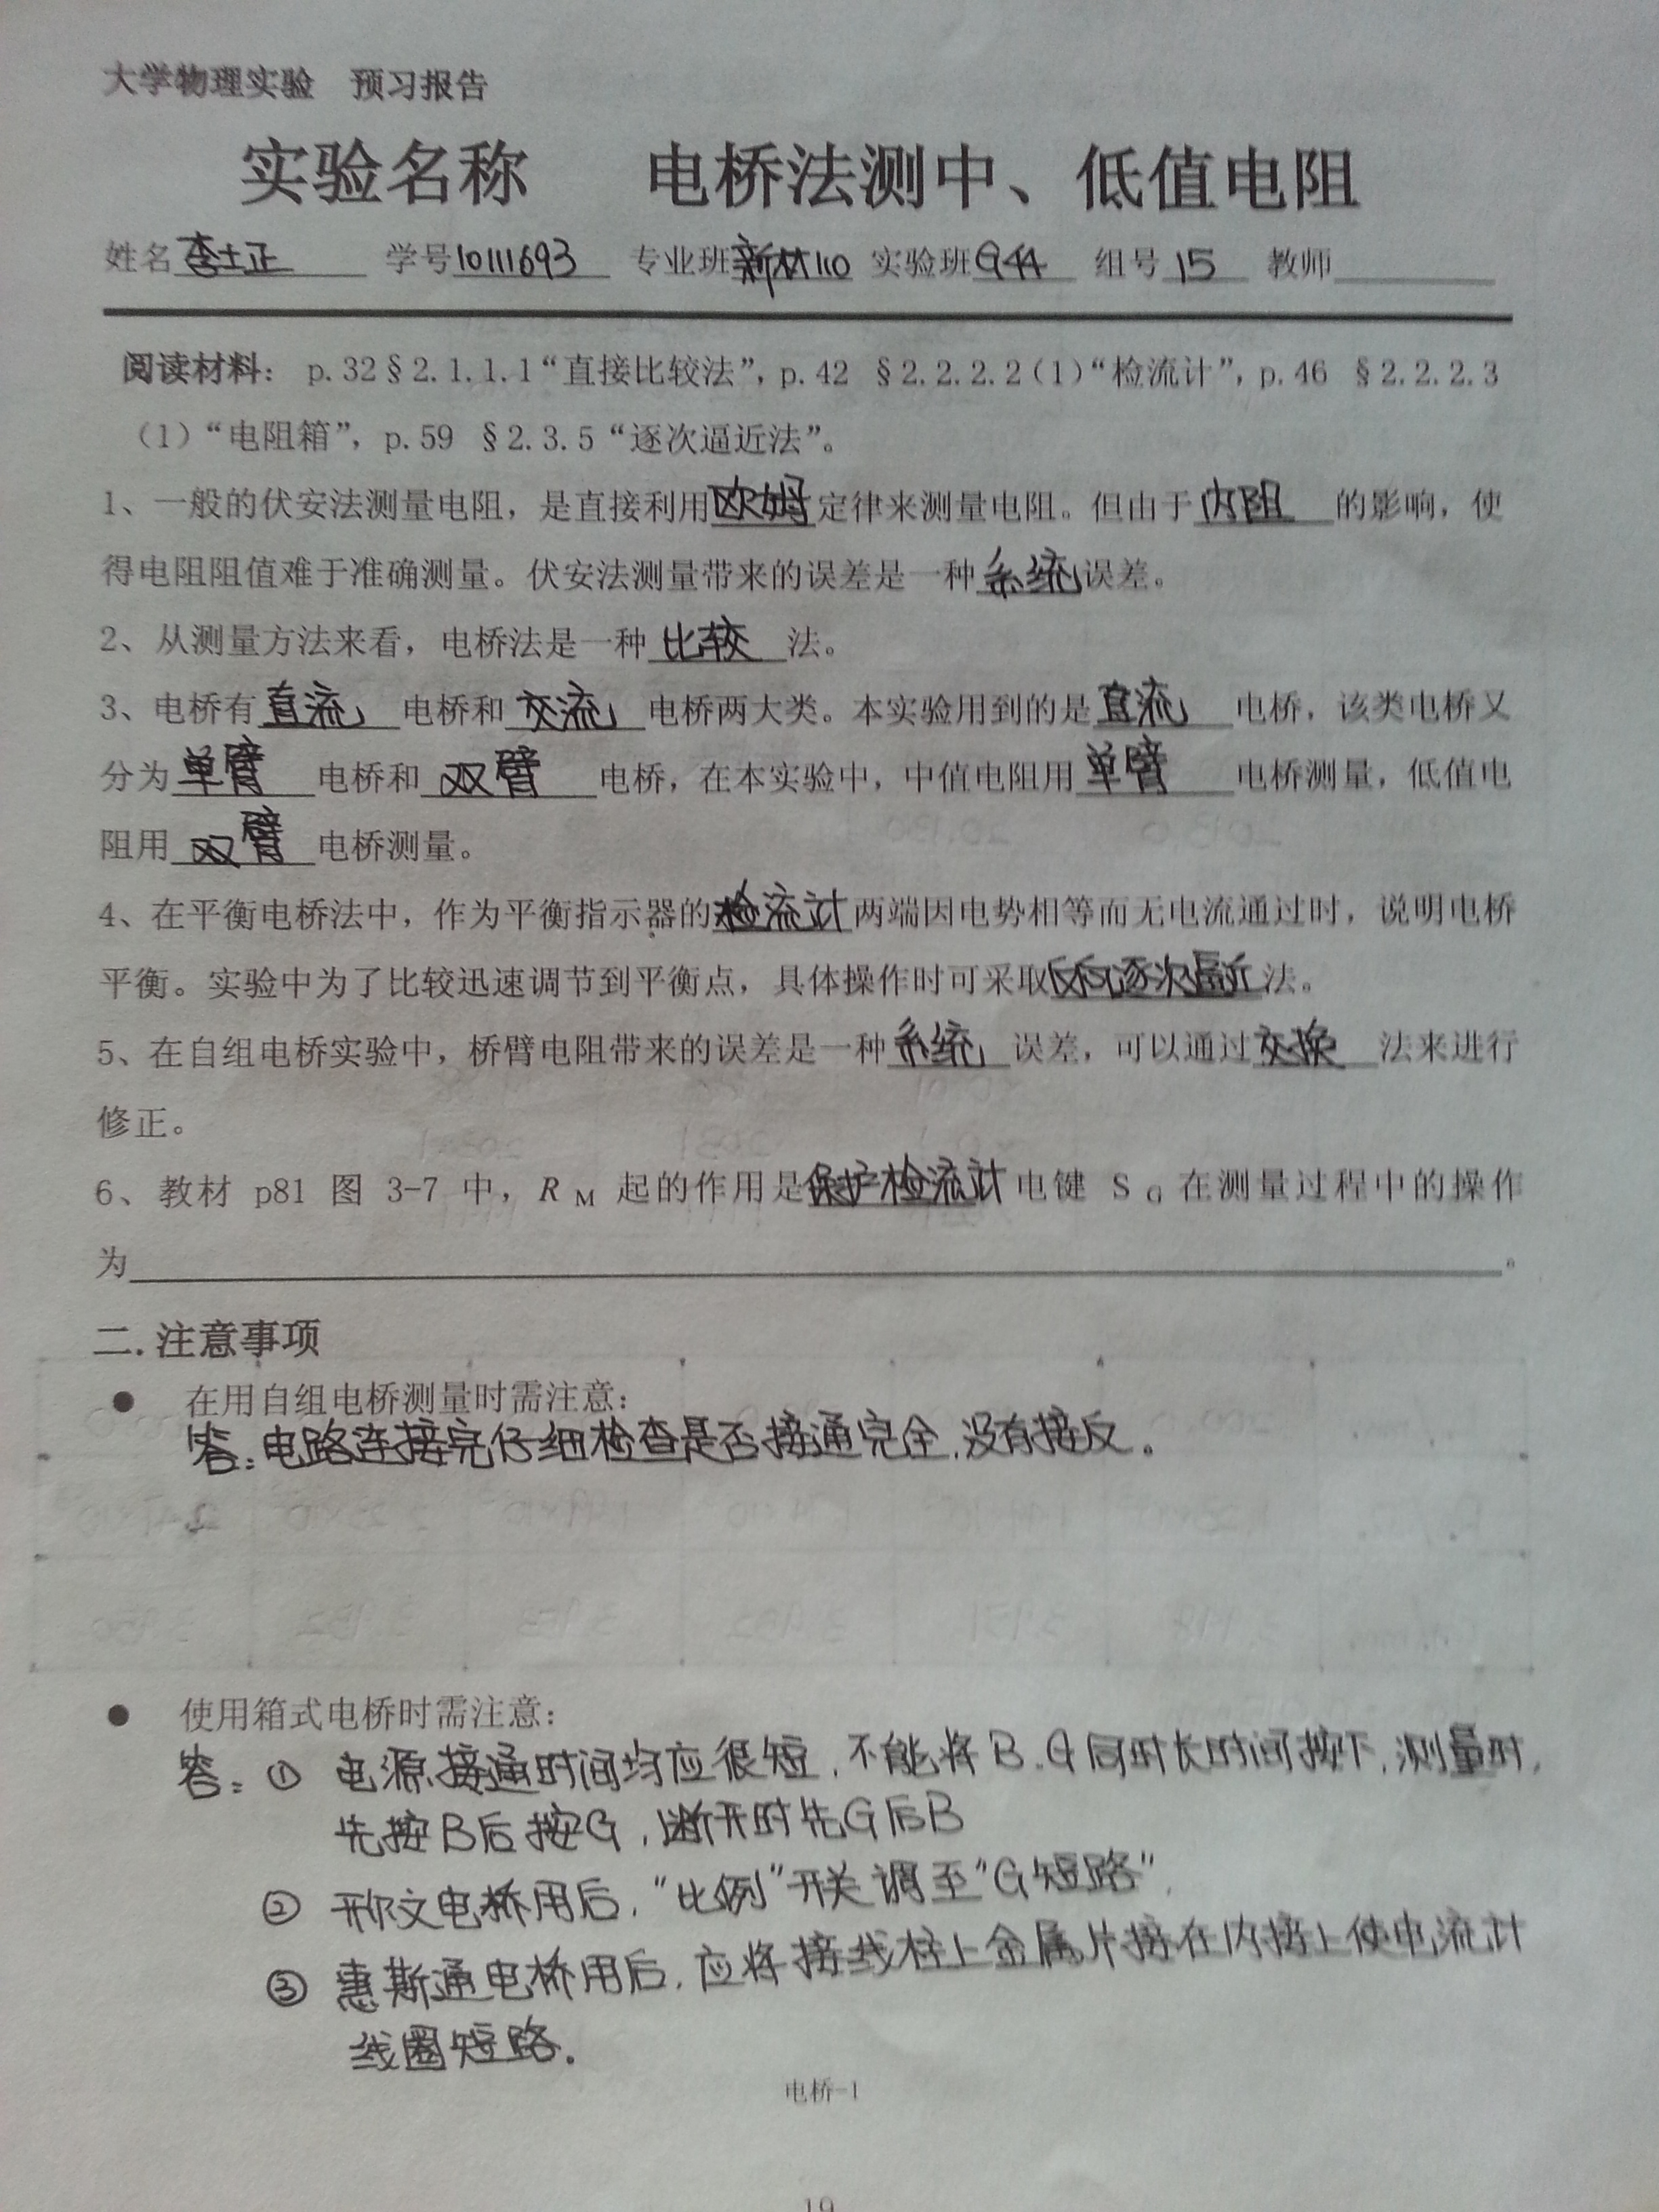 大学物理实验 预习报告
实验名称 电桥法测中、低值电阻
姓名李士正 学号10111693 专业班新材110 实验班G44 组号15 教师
阅读材料: p.32§2.1.1.1“直接比较法”, p.42 §2.2.2.2(1)“检流计”, p.46 §2.2.2.3
(1)“电阻箱”, p.59 §2.3.5“逐次逼近法”。
1、一般的伏安法测量电阻，是直接利用欧姆定律来测量电阻。但由于内阻的影响，使
得电阻阻值难于准确测量。伏安法测量带来的误差是一种系统误差。
2、从测量方法来看，电桥法是一种比较法。
3、电桥有直流电桥和交流电桥两大类。本实验用到的是直流电桥，该类电桥又
分为单臂电桥和双臂电桥，在本实验中，中值电阻用单臂电桥测量，低值电
阻用双臂电桥测量。
4、在平衡电桥法中，作为平衡指示器的检流计两端因电势相等而无电流通过时，说明电桥
平衡。实验中为了比较迅速调节到平衡点，具体操作时可采取逐次逼近法。
5、在自组电桥实验中，桥臂电阻带来的误差是一种系统误差，可以通过交换法来进行
修正。
6、教材 p81 图 3-7 中，R M 起的作用是保护检流计电键 S G 在测量过程中的操作
为。
二.注意事项
● 在用自组电桥测量时需注意:
答:电路连接完仔细检查是否接通完全,没有接反。
● 使用箱式电桥时需注意:
答:① 电源接通时间均应很短,不能将B、G同时长时间按下,测量时,
先按B后按G,断开时先G后B
② 开尔文电桥用后,“比例”开关调至“G短路”
③ 惠斯通电桥用后,应将接线柱上金属片接在内接上使电流计
线圈短路.
电桥-1
19